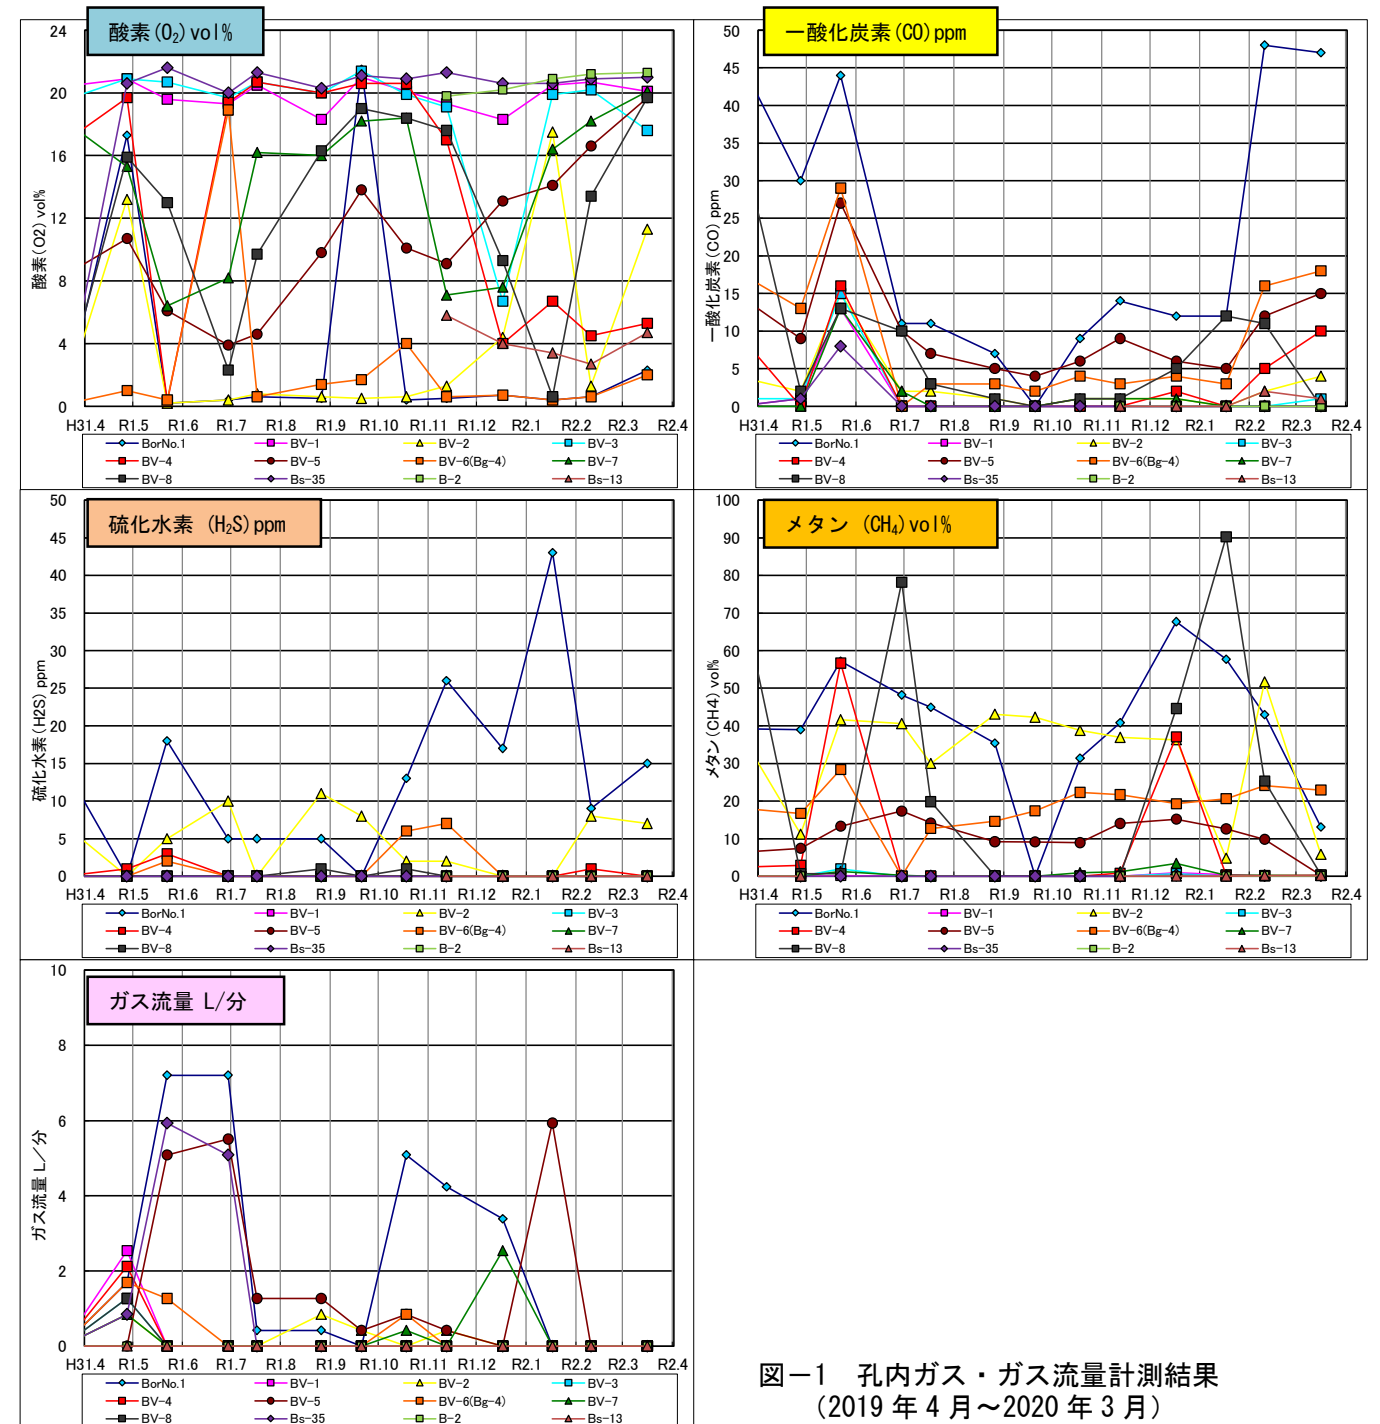 酸素(O₂)vol%
24
20
16
12
8
4
0
酸素(O2) vol%
H31.4 R1.5 R1.6 R1.7 R1.8 R1.9 R1.10 R1.11 R1.12 R2.1 R2.2 R2.3 R2.4
BorNo.1 BV-1 BV-2 BV-3
BV-4 BV-5 BV-6(Bg-4) BV-7
BV-8 Bs-35 B-2 Bs-13
一酸化炭素(CO)ppm
50
45
40
35
30
25
20
15
10
5
0
一酸化炭素(CO) ppm
H31.4 R1.5 R1.6 R1.7 R1.8 R1.9 R1.10 R1.11 R1.12 R2.1 R2.2 R2.3 R2.4
BorNo.1 BV-1 BV-2 BV-3
BV-4 BV-5 BV-6(Bg-4) BV-7
BV-8 Bs-35 B-2 Bs-13
硫化水素 (H₂S)ppm
50
45
40
35
30
25
20
15
10
5
0
硫化水素(H2S) ppm
H31.4 R1.5 R1.6 R1.7 R1.8 R1.9 R1.10 R1.11 R1.12 R2.1 R2.2 R2.3 R2.4
BorNo.1 BV-1 BV-2 BV-3
BV-4 BV-5 BV-6(Bg-4) BV-7
BV-8 Bs-35 B-2 Bs-13
メタン (CH₄)vol%
100
90
80
70
60
50
40
30
20
10
0
メタン(CH4) vol%
H31.4 R1.5 R1.6 R1.7 R1.8 R1.9 R1.10 R1.11 R1.12 R2.1 R2.2 R2.3 R2.4
BorNo.1 BV-1 BV-2 BV-3
BV-4 BV-5 BV-6(Bg-4) BV-7
BV-8 Bs-35 B-2 Bs-13
ガス流量 L/分
10
8
6
4
2
0
ガス流量 L/分
H31.4 R1.5 R1.6 R1.7 R1.8 R1.9 R1.10 R1.11 R1.12 R2.1 R2.2 R2.3 R2.4
BorNo.1 BV-1 BV-2 BV-3
BV-4 BV-5 BV-6(Bg-4) BV-7
BV-8 Bs-35 B-2 Bs-13
図－1 孔内ガス・ガス流量計測結果
（2019 年 4 月～2020 年 3 月）